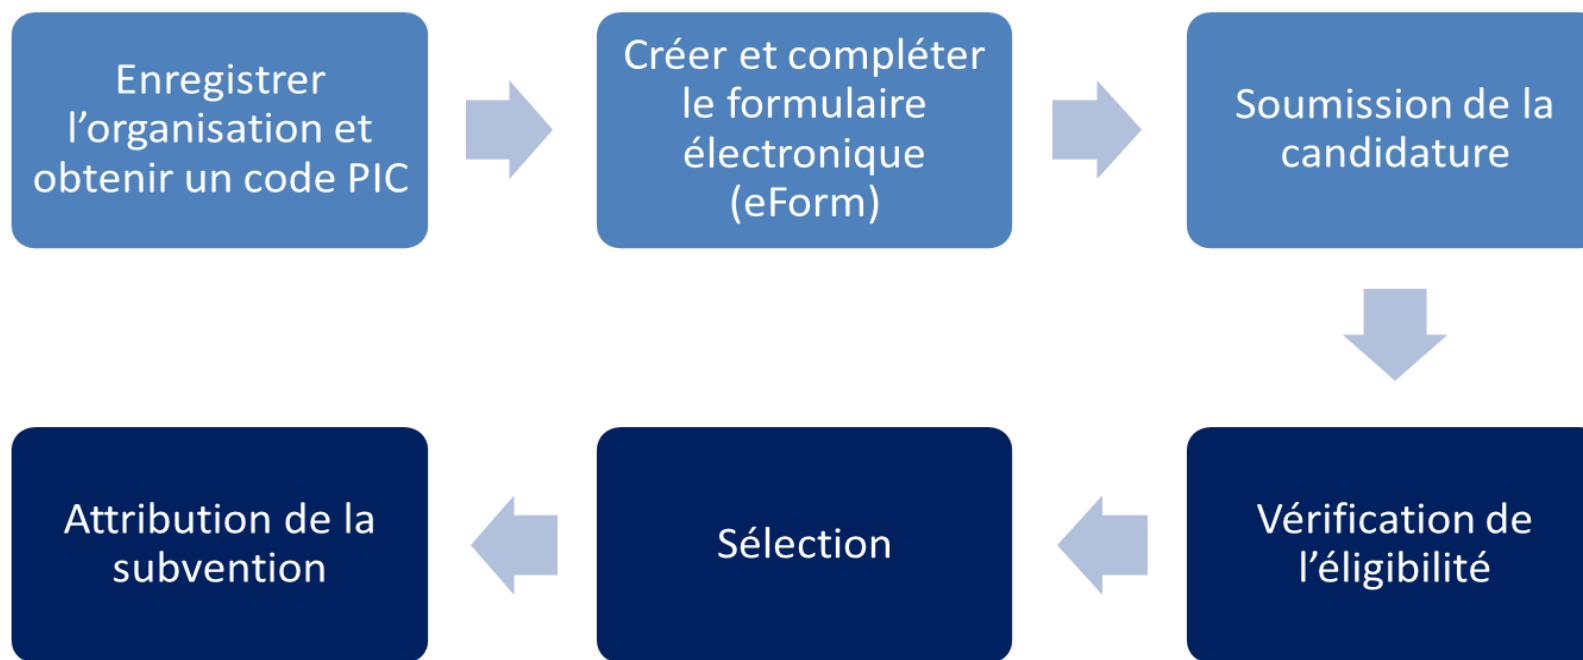 Enregistrer
l’organisation et
obtenir un code PIC
Créer et compléter
le formulaire
électronique
(eForm)
Soumission de la
candidature
Vérification de
l’éligibilité
Sélection
Attribution de la
subvention